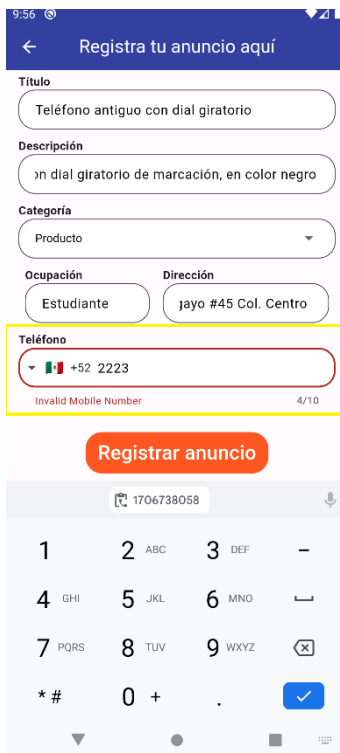 9:56
Registra tu anuncio aquí
Título
Teléfono antiguo con dial giratorio
Descripción
on dial giratorio de marcación, en color negro
Categoría
Producto
Ocupación Dirección
Estudiante gayo #45 Col. Centro
Teléfono
+52 2223
Invalid Mobile Number 4/10
Registrar anuncio
1706738058
1 2 ABC 3 DEF -
4 GHI 5 JKL 6 MNO
7 PQRS 8 TUV 9 WXYZ
* # 0 + .